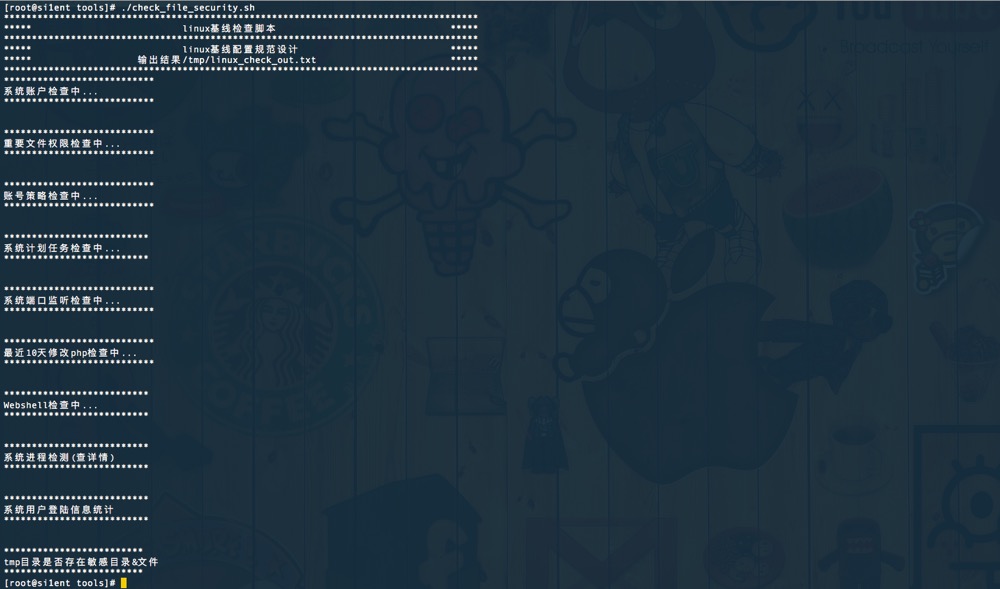 [root@si1ent tools]# ./check_file_security.sh
*********************************************************************************
*****                          linux基线检查脚本                              *****
*********************************************************************************
*****                          linux基线配置规范设计                          *****
*****                  输出结果/tmp/linux_check_out.txt                       *****
*********************************************************************************
**************************
系统账户检查中...
**************************
**************************
重要文件权限检查中...
**************************
**************************
账号策略检查中...
**************************
*************************
系统计划任务检查中...
*************************
**************************
系统端口监听检查中...
**************************
**************************
最近10天修改php检查中...
**************************
*************************
Webshell检查中...
*************************
*************************
系统进程检测(查详情)
*************************
*************************
系统用户登陆信息统计
*************************
************************
tmp目录是否存在敏感目录&文件
************************
[root@si1ent tools]#